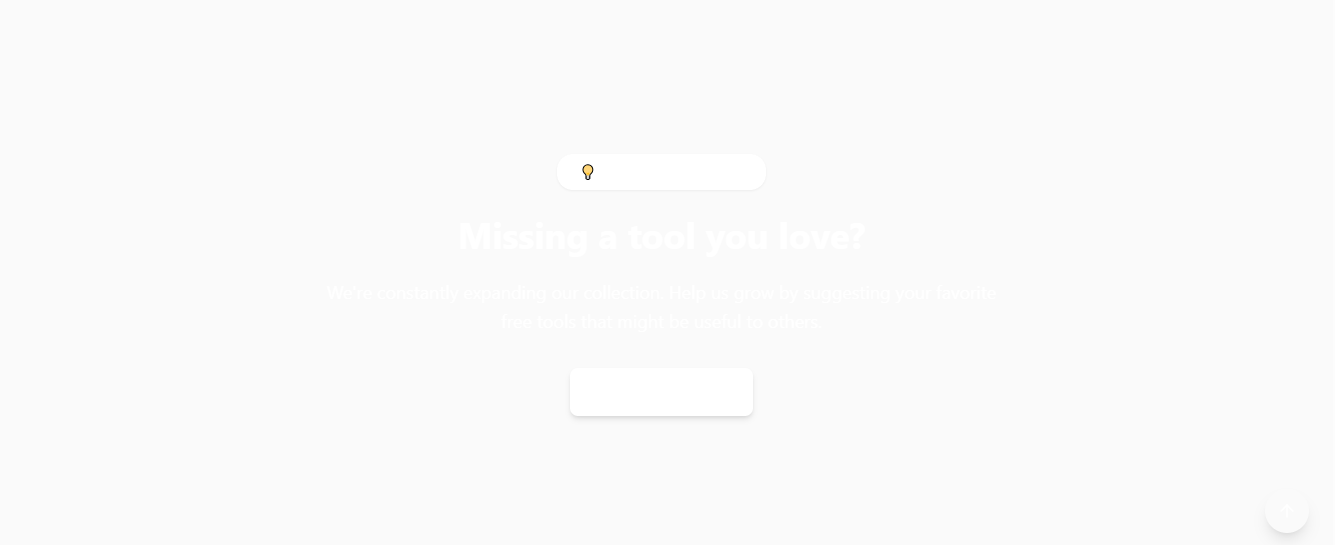 Missing a tool you love?
We're constantly expanding our collection. Help us grow by suggesting your favorite
free tools that might be useful to others.